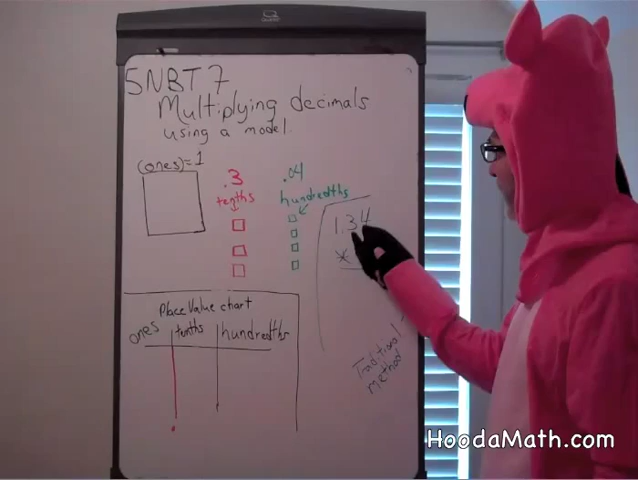 5NBT7
Multiplying decimals
using a model.
(ones)=1
.3
tenths
.04
hundredths
1.34
*
Place Value chart
ones tenths hundredths
Traditional
method
HoodaMath.com